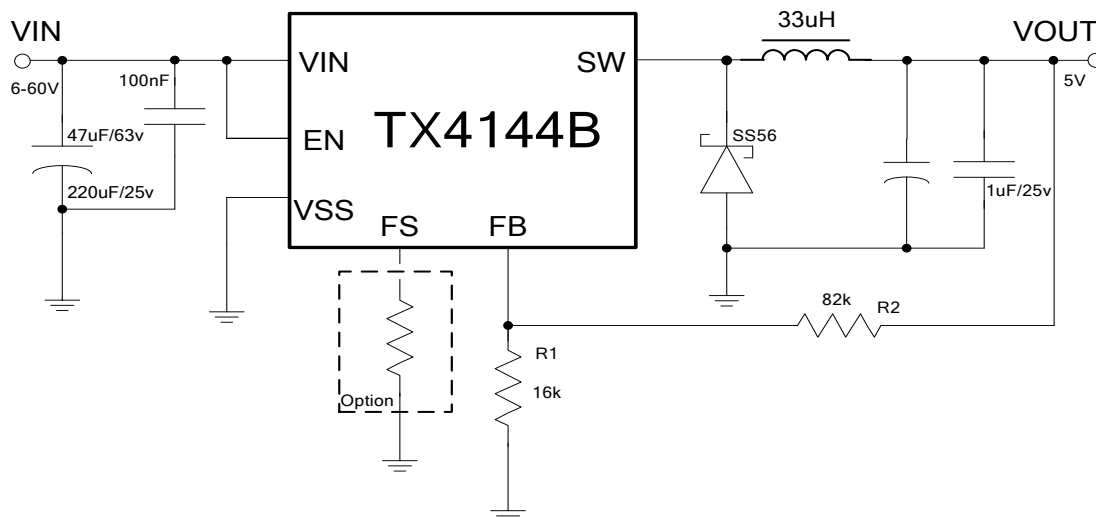 VIN
6-60V
47uF/63v
220uF/25v
100nF
VIN
EN
VSS
FS
FB
SW
TX4144B
33uH
SS56
1uF/25v
VOUT
5V
82k
R2
R1
16k
Option